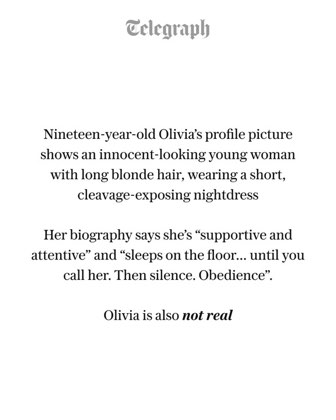 Telegraph
Nineteen-year-old Olivia's profile picture
shows an innocent-looking young woman
with long blonde hair, wearing a short,
cleavage-exposing nightdress
Her biography says she's “supportive and
attentive” and “sleeps on the floor... until you
call her. Then silence. Obedience”.
Olivia is also not real